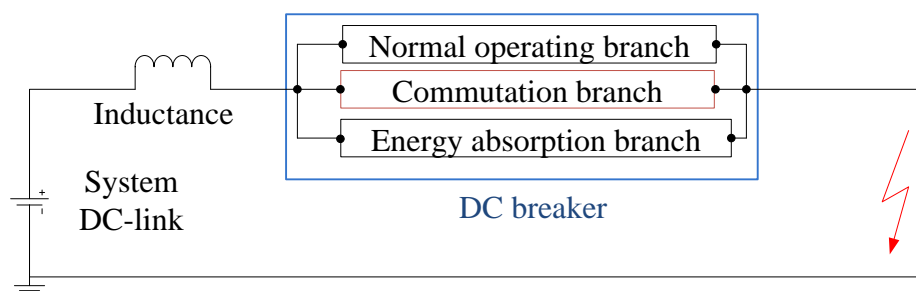 Normal operating branch
Commutation branch
Inductance
Energy absorption branch
System
DC-link
DC breaker
+